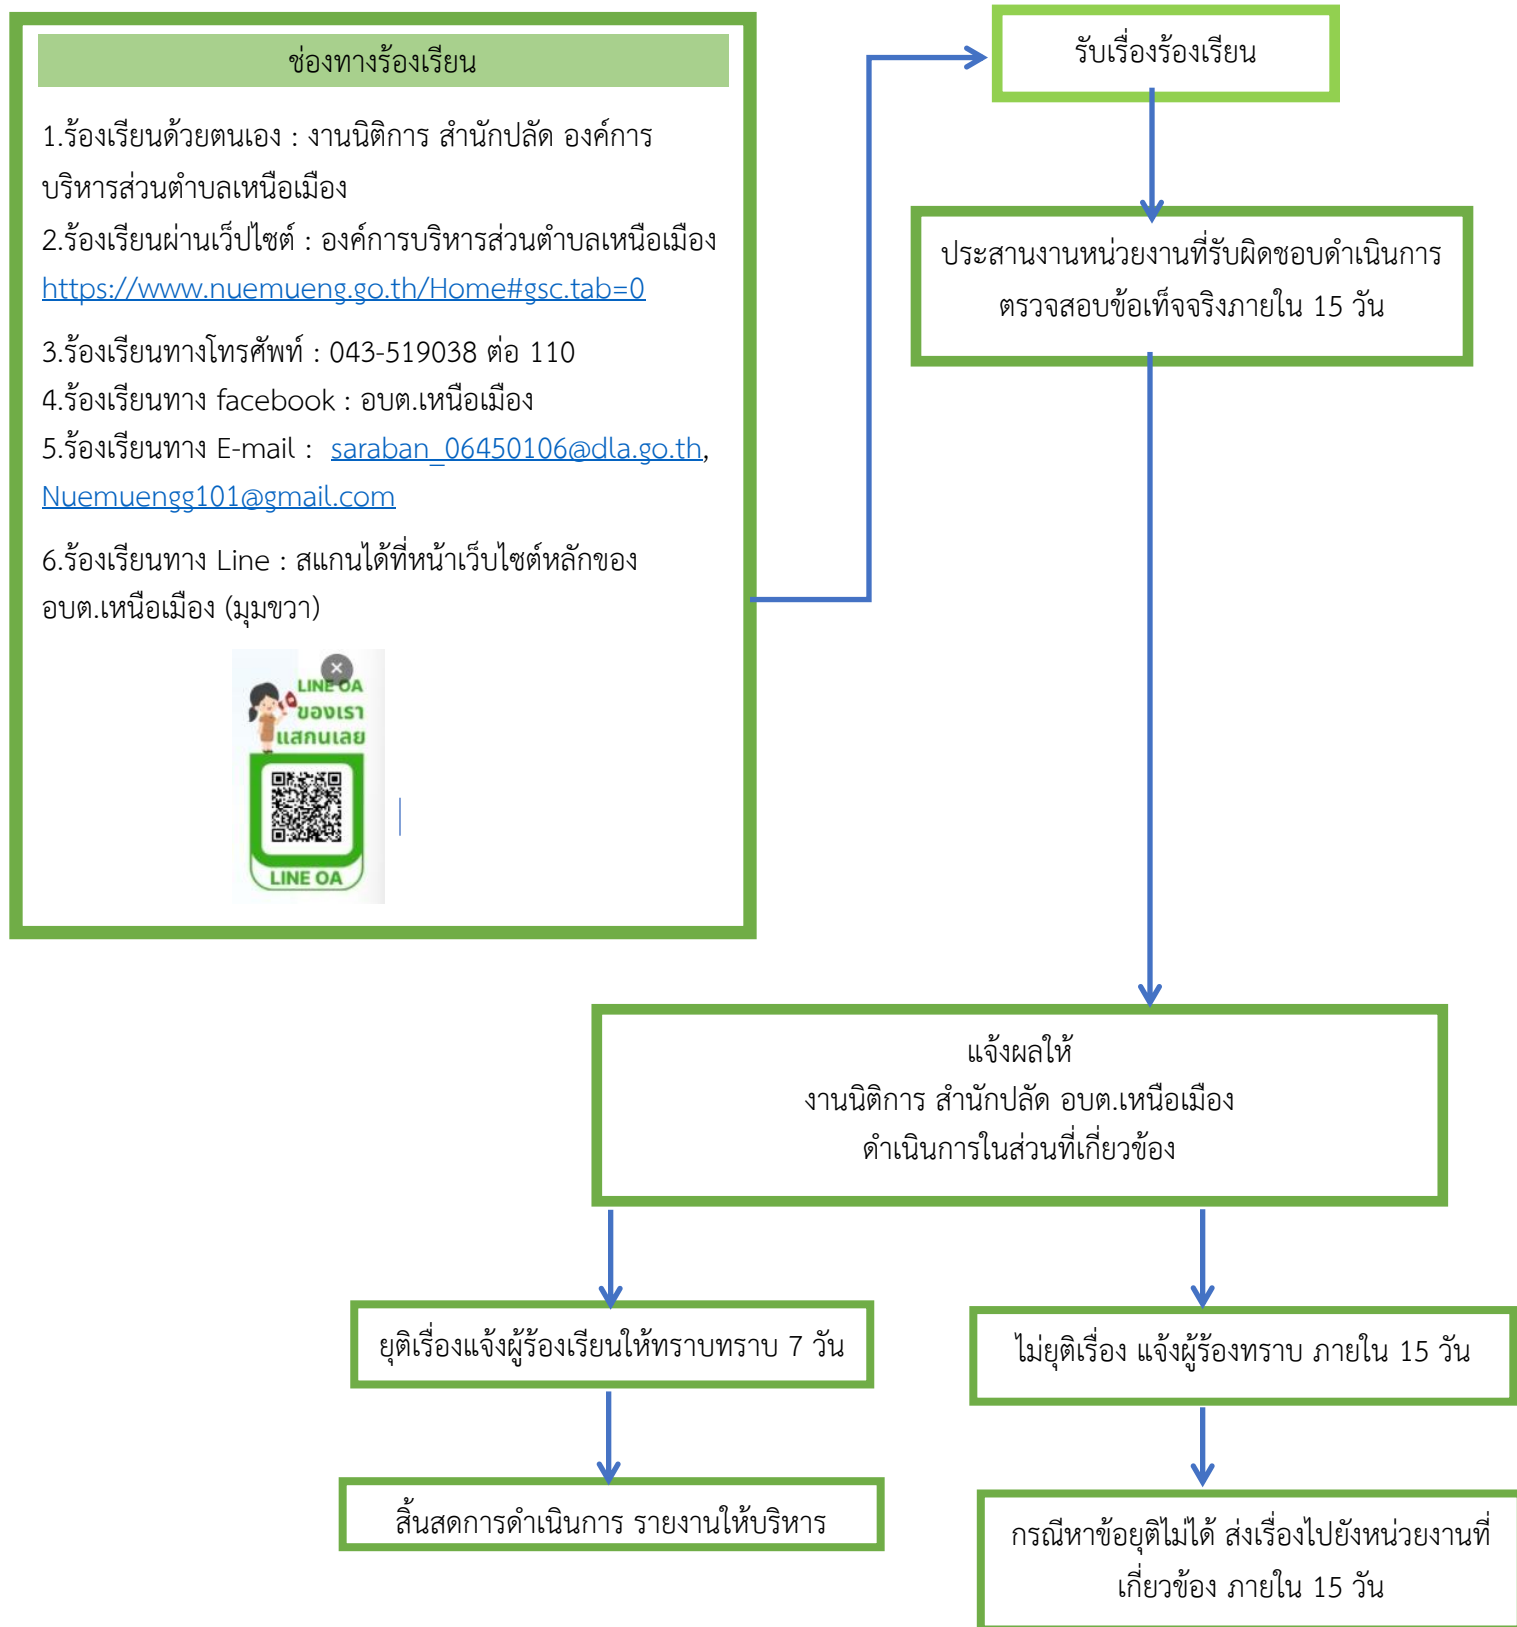 ช่องทางร้องเรียน
1.ร้องเรียนด้วยตนเอง : งานนิติการ สำนักปลัด องค์การ
บริหารส่วนตำบลเหนือเมือง
2.ร้องเรียนผ่านเว็ปไซต์ : องค์การบริหารส่วนตำบลเหนือเมือง
https://www.nuemueng.go.th/Home#gsc.tab=0
3.ร้องเรียนทางโทรศัพท์ : 043-519038 ต่อ 110
4.ร้องเรียนทาง facebook : อบต.เหนือเมือง
5.ร้องเรียนทาง E-mail : saraban_06450106@dla.go.th,
Nuemuengg101@gmail.com
6.ร้องเรียนทาง Line : สแกนได้ที่หน้าเว็บไซต์หลักของ
อบต.เหนือเมือง (มุมขวา)
LINE OA
ของเรา
แสกนเลย
LINE OA
รับเรื่องร้องเรียน
ประสานงานหน่วยงานที่รับผิดชอบดำเนินการ
ตรวจสอบข้อเท็จจริงภายใน 15 วัน
แจ้งผลให้
งานนิติการ สำนักปลัด อบต.เหนือเมือง
ดำเนินการในส่วนที่เกี่ยวข้อง
ยุติเรื่องแจ้งผู้ร้องเรียนให้ทราบทราบ 7 วัน
ไม่ยุติเรื่อง แจ้งผู้ร้องทราบ ภายใน 15 วัน
สิ้นสดการดำเนินการ รายงานให้บริหาร
กรณีหาข้อยุติไม่ได้ ส่งเรื่องไปยังหน่วยงานที่
เกี่ยวข้อง ภายใน 15 วัน